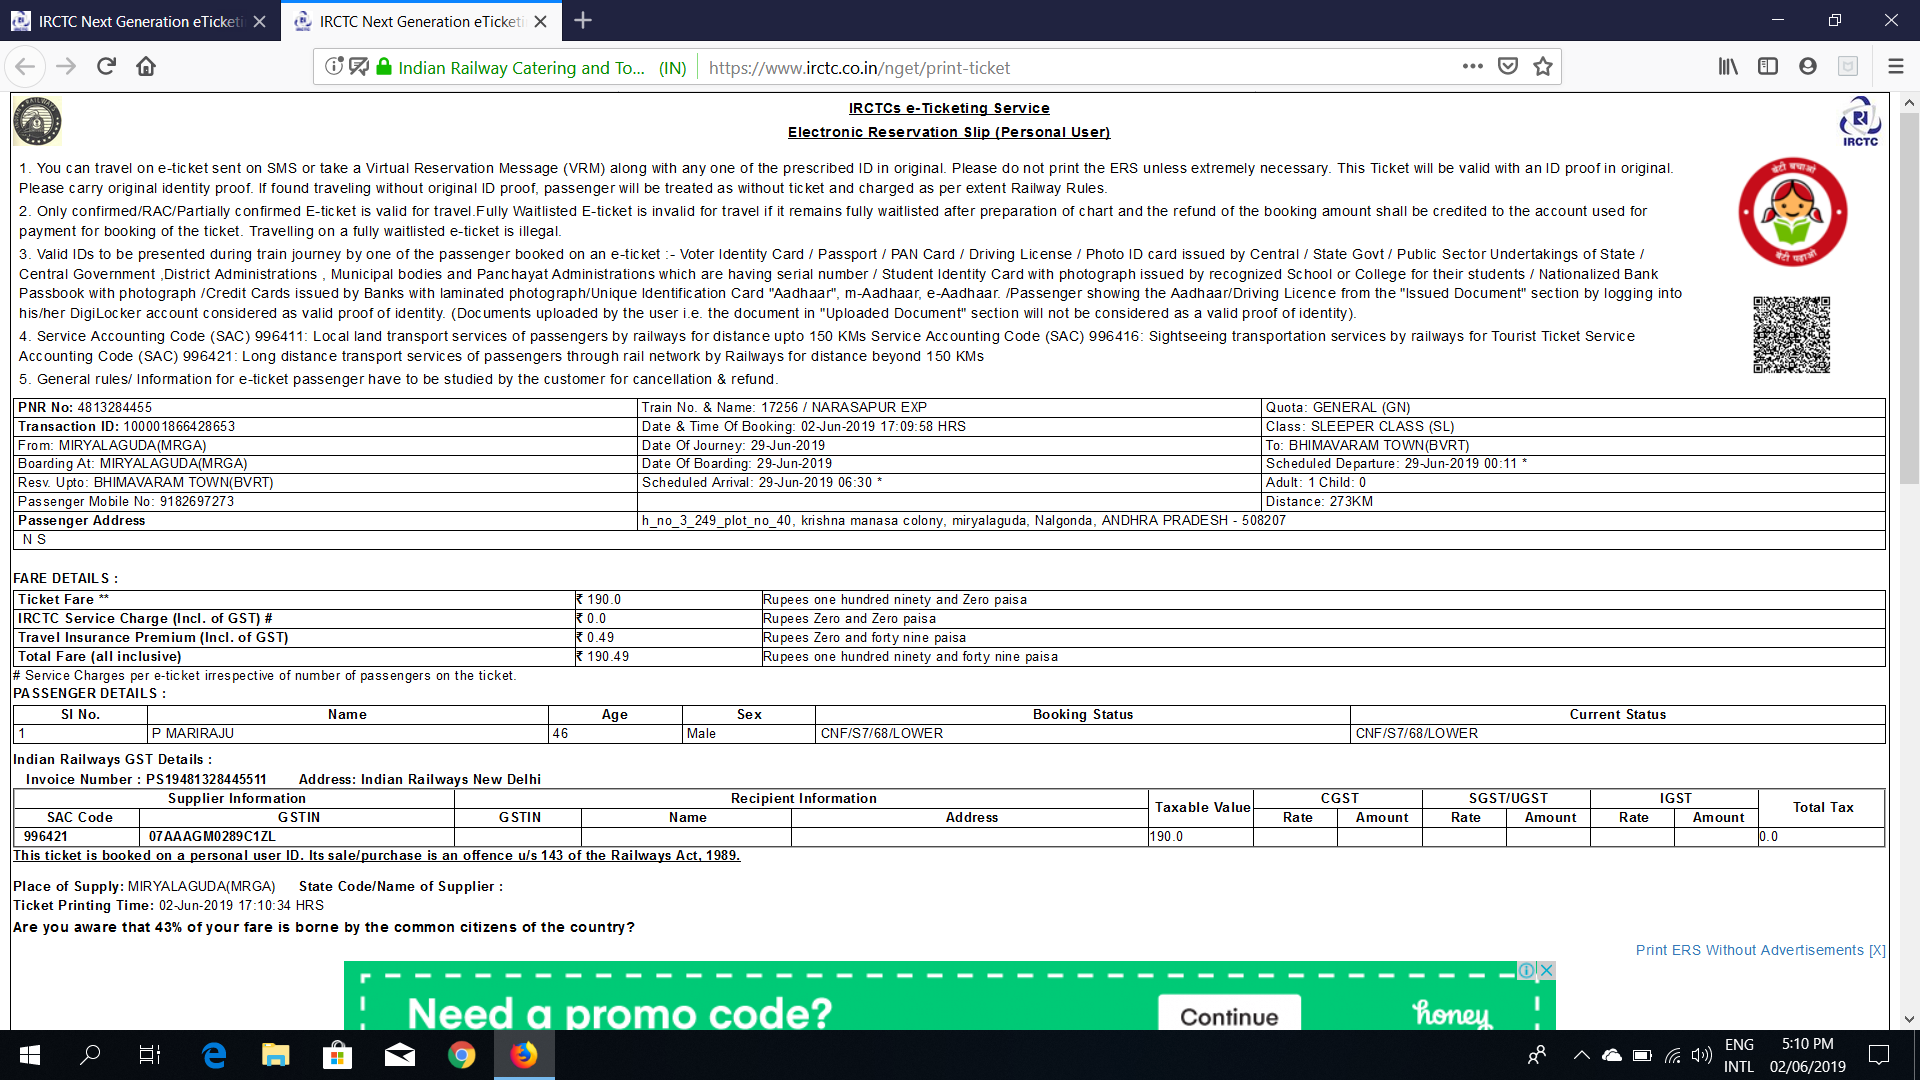 IRCTC Next Generation eTicketi
IRCTC Next Generation eTicketi
Indian Railway Catering and To... (IN)
https://www.irctc.co.in/nget/print-ticket
IRCTCs e-Ticketing Service
Electronic Reservation Slip (Personal User)
IRCTC
1. You can travel on e-ticket sent on SMS or take a Virtual Reservation Message (VRM) along with any one of the prescribed ID in original. Please do not print the ERS unless extremely necessary. This Ticket will be valid with an ID proof in original.
Please carry original identity proof. If found traveling without original ID proof, passenger will be treated as without ticket and charged as per extent Railway Rules.
2. Only confirmed/RAC/Partially confirmed E-ticket is valid for travel.Fully Waitlisted E-ticket is invalid for travel if it remains fully waitlisted after preparation of chart and the refund of the booking amount shall be credited to the account used for
payment for booking of the ticket. Travelling on a fully waitlisted e-ticket is illegal.
3. Valid IDs to be presented during train journey by one of the passenger booked on an e-ticket :- Voter Identity Card / Passport / PAN Card / Driving License / Photo ID card issued by Central / State Govt / Public Sector Undertakings of State /
Central Government ,District Administrations , Municipal bodies and Panchayat Administrations which are having serial number / Student Identity Card with photograph issued by recognized School or College for their students / Nationalized Bank
Passbook with photograph /Credit Cards issued by Banks with laminated photograph/Unique Identification Card "Aadhaar", m-Aadhaar, e-Aadhaar. /Passenger showing the Aadhaar/Driving Licence from the "Issued Document" section by logging into
his/her DigiLocker account considered as valid proof of identity. (Documents uploaded by the user i.e. the document in "Uploaded Document" section will not be considered as a valid proof of identity).
4. Service Accounting Code (SAC) 996411: Local land transport services of passengers by railways for distance upto 150 KMs Service Accounting Code (SAC) 996416: Sightseeing transportation services by railways for Tourist Ticket Service
Accounting Code (SAC) 996421: Long distance transport services of passengers through rail network by Railways for distance beyond 150 KMs
5. General rules/ Information for e-ticket passenger have to be studied by the customer for cancellation & refund.
बेटी बचाओ
बेटी पढ़ाओ
PNR No: 4813284455 Train No. & Name: 17256 / NARASAPUR EXP Quota: GENERAL (GN)
Transaction ID: 100001866428653 Date & Time Of Booking: 02-Jun-2019 17:09:58 HRS Class: SLEEPER CLASS (SL)
From: MIRYALAGUDA(MRGA) Date Of Journey: 29-Jun-2019 To: BHIMAVARAM TOWN(BVRT)
Boarding At: MIRYALAGUDA(MRGA) Date Of Boarding: 29-Jun-2019 Scheduled Departure: 29-Jun-2019 00:11 *
Resv. Upto: BHIMAVARAM TOWN(BVRT) Scheduled Arrival: 29-Jun-2019 06:30 * Adult: 1 Child: 0
Passenger Mobile No: 9182697273 Distance: 273KM
Passenger Address h_no_3_249_plot_no_40, krishna manasa colony, miryalaguda, Nalgonda, ANDHRA PRADESH - 508207
N S
FARE DETAILS :
Ticket Fare ** ₹ 190.0 Rupees one hundred ninety and Zero paisa
IRCTC Service Charge (Incl. of GST) # ₹ 0.0 Rupees Zero and Zero paisa
Travel Insurance Premium (Incl. of GST) ₹ 0.49 Rupees Zero and forty nine paisa
Total Fare (all inclusive) ₹ 190.49 Rupees one hundred ninety and forty nine paisa
# Service Charges per e-ticket irrespective of number of passengers on the ticket.
PASSENGER DETAILS :
Sl No. Name Age Sex Booking Status Current Status
1 P MARIRAJU 46 Male CNF/S7/68/LOWER CNF/S7/68/LOWER
Indian Railways GST Details :
Invoice Number : PS19481328445511 Address: Indian Railways New Delhi
Supplier Information Recipient Information Taxable Value CGST SGST/UGST IGST Total Tax
SAC Code GSTIN GSTIN Name Address Rate Amount Rate Amount Rate Amount
996421 07AAAGM0289C1ZL 190.0 0.0
This ticket is booked on a personal user ID. Its sale/purchase is an offence u/s 143 of the Railways Act, 1989.
Place of Supply: MIRYALAGUDA(MRGA) State Code/Name of Supplier :
Ticket Printing Time: 02-Jun-2019 17:10:34 HRS
Are you aware that 43% of your fare is borne by the common citizens of the country?
Print ERS Without Advertisements [X]
Need a promo code? Continue honey
ENG 5:10 PM
INTL 02/06/2019